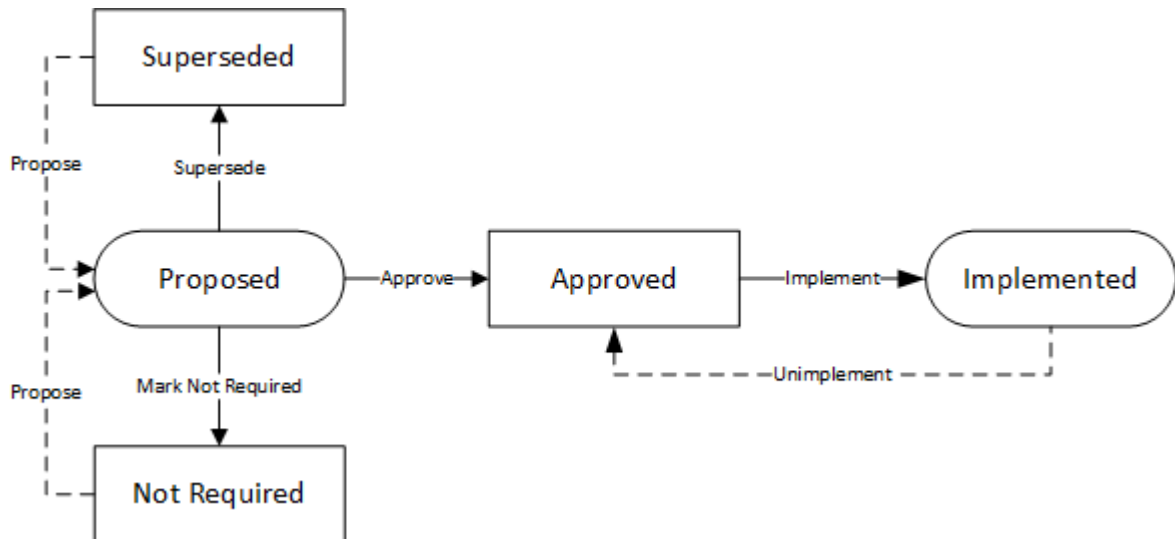 Superseded
Propose
Supersede
Proposed
Approve
Approved
Implement
Implemented
Propose
Mark Not Required
Unimplement
Not Required